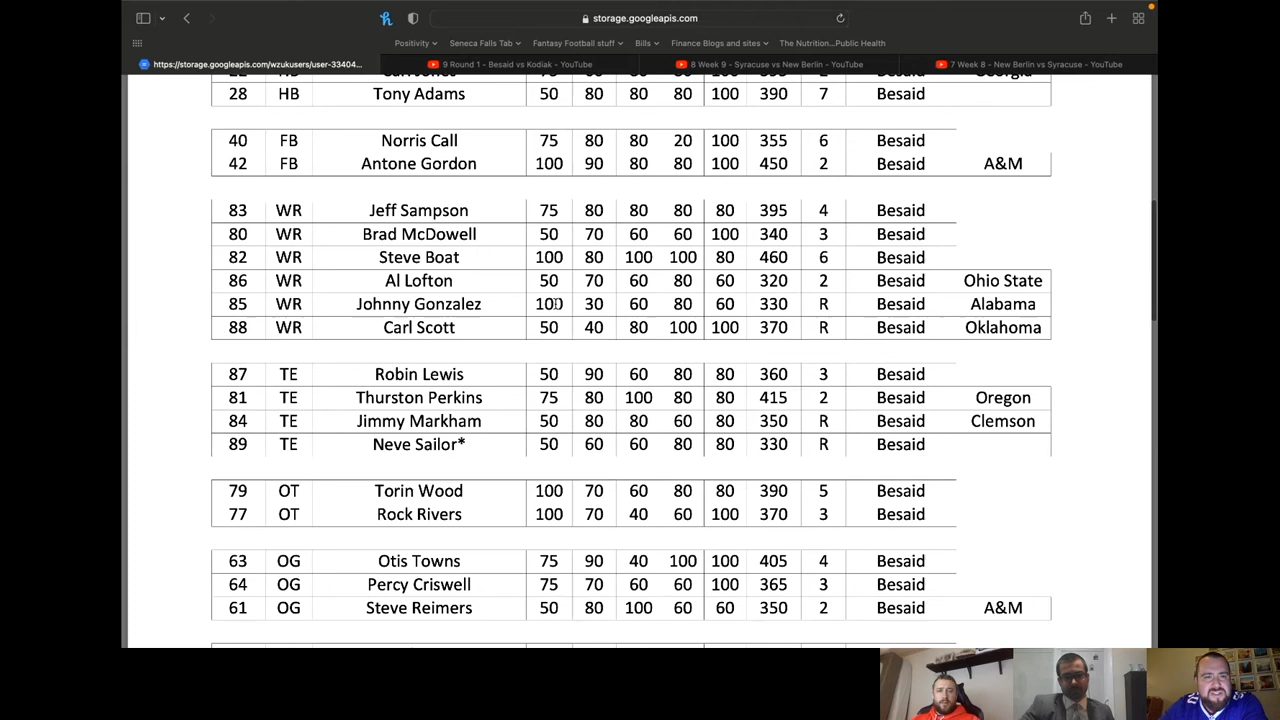 storage.googleapis.com
Positivity Seneca Falls Tab Fantasy Football stuff Bills Finance Blogs and sites The Nutrition...Public Health
https://storage.googleapis.com/wzukusers/user-33404... 9 Round 1 - Besaid vs Kodiak - YouTube 8 Week 9 - Syracuse vs New Berlin - YouTube 7 Week 8 - Syracuse vs New Berlin vs Syracuse - YouTube
28 HB Tony Adams 50 80 80 80 100 390 7 Besaid
40 FB Norris Call 75 80 80 20 100 355 6 Besaid
42 FB Antone Gordon 100 90 80 80 100 450 2 Besaid A&M
83 WR Jeff Sampson 75 80 80 80 80 395 4 Besaid
80 WR Brad McDowell 50 70 60 60 100 340 3 Besaid
82 WR Steve Boat 100 80 100 100 80 460 6 Besaid
86 WR Al Lofton 50 70 60 80 60 320 2 Besaid Ohio State
85 WR Johnny Gonzalez 100 30 60 80 60 330 R Besaid Alabama
88 WR Carl Scott 50 40 80 100 100 370 R Besaid Oklahoma
87 TE Robin Lewis 50 90 60 80 80 360 3 Besaid
81 TE Thurston Perkins 75 80 100 80 80 415 2 Besaid Oregon
84 TE Jimmy Markham 50 80 80 60 80 350 R Besaid Clemson
89 TE Neve Sailor* 50 60 60 80 80 330 R Besaid
79 OT Torin Wood 100 70 60 80 80 390 5 Besaid
77 OT Rock Rivers 100 70 40 60 100 370 3 Besaid
63 OG Otis Towns 75 90 40 100 100 405 4 Besaid
64 OG Percy Criswell 75 70 60 60 100 365 3 Besaid
61 OG Steve Reimers 50 80 100 60 60 350 2 Besaid A&M